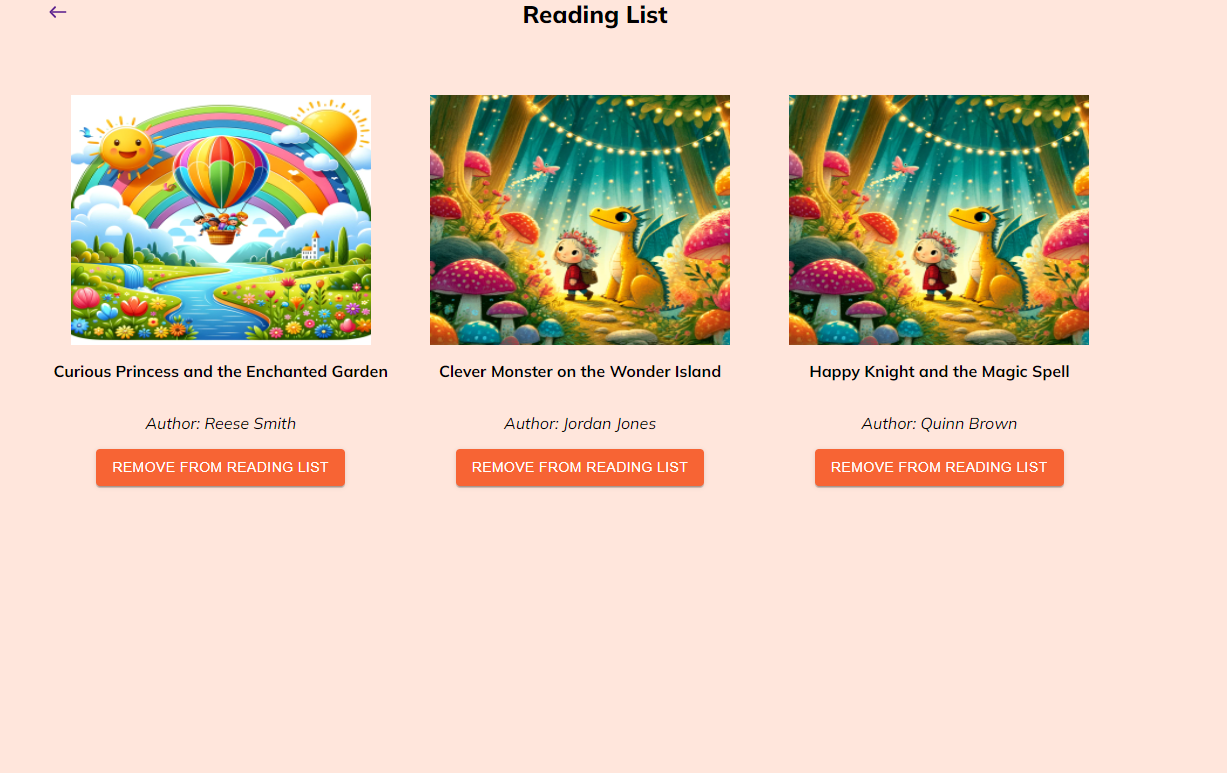 Reading List
Curious Princess and the Enchanted Garden
Author: Reese Smith
REMOVE FROM READING LIST
Clever Monster on the Wonder Island
Author: Jordan Jones
REMOVE FROM READING LIST
Happy Knight and the Magic Spell
Author: Quinn Brown
REMOVE FROM READING LIST